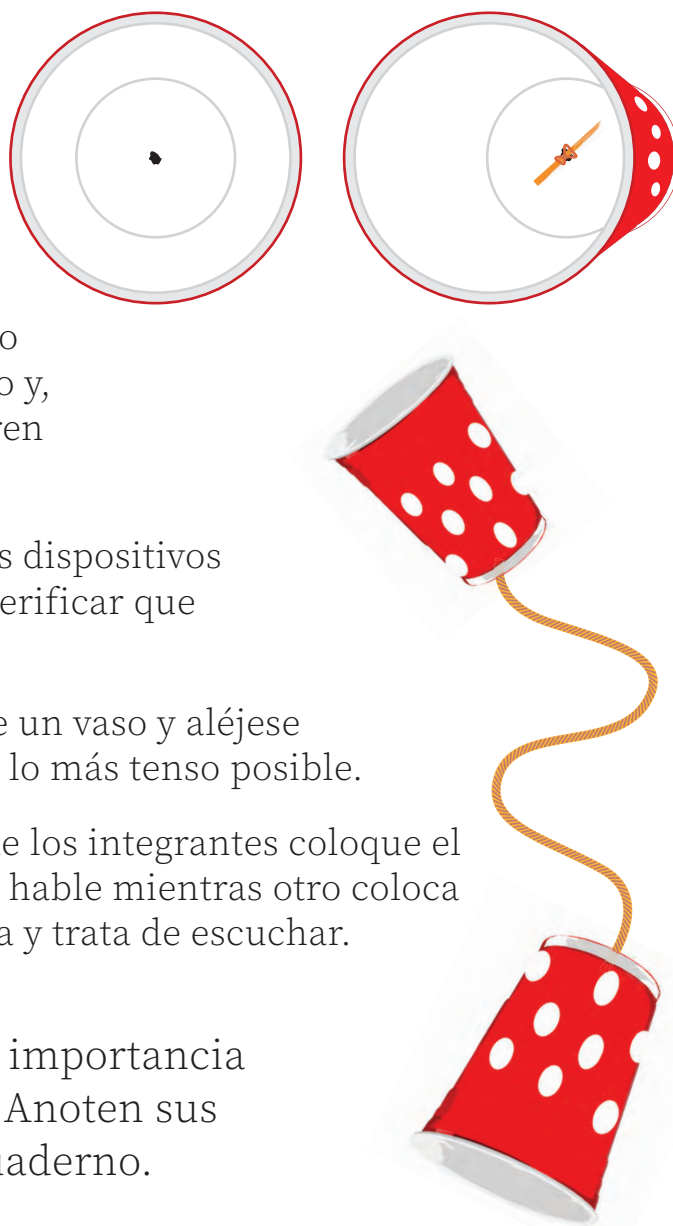 o
o y,
ren
s dispositivos
erificar que
e un vaso y aléjese
lo más tenso posible.
e los integrantes coloque el
hable mientras otro coloca
a y trata de escuchar.
importancia
Anoten sus
uaderno.